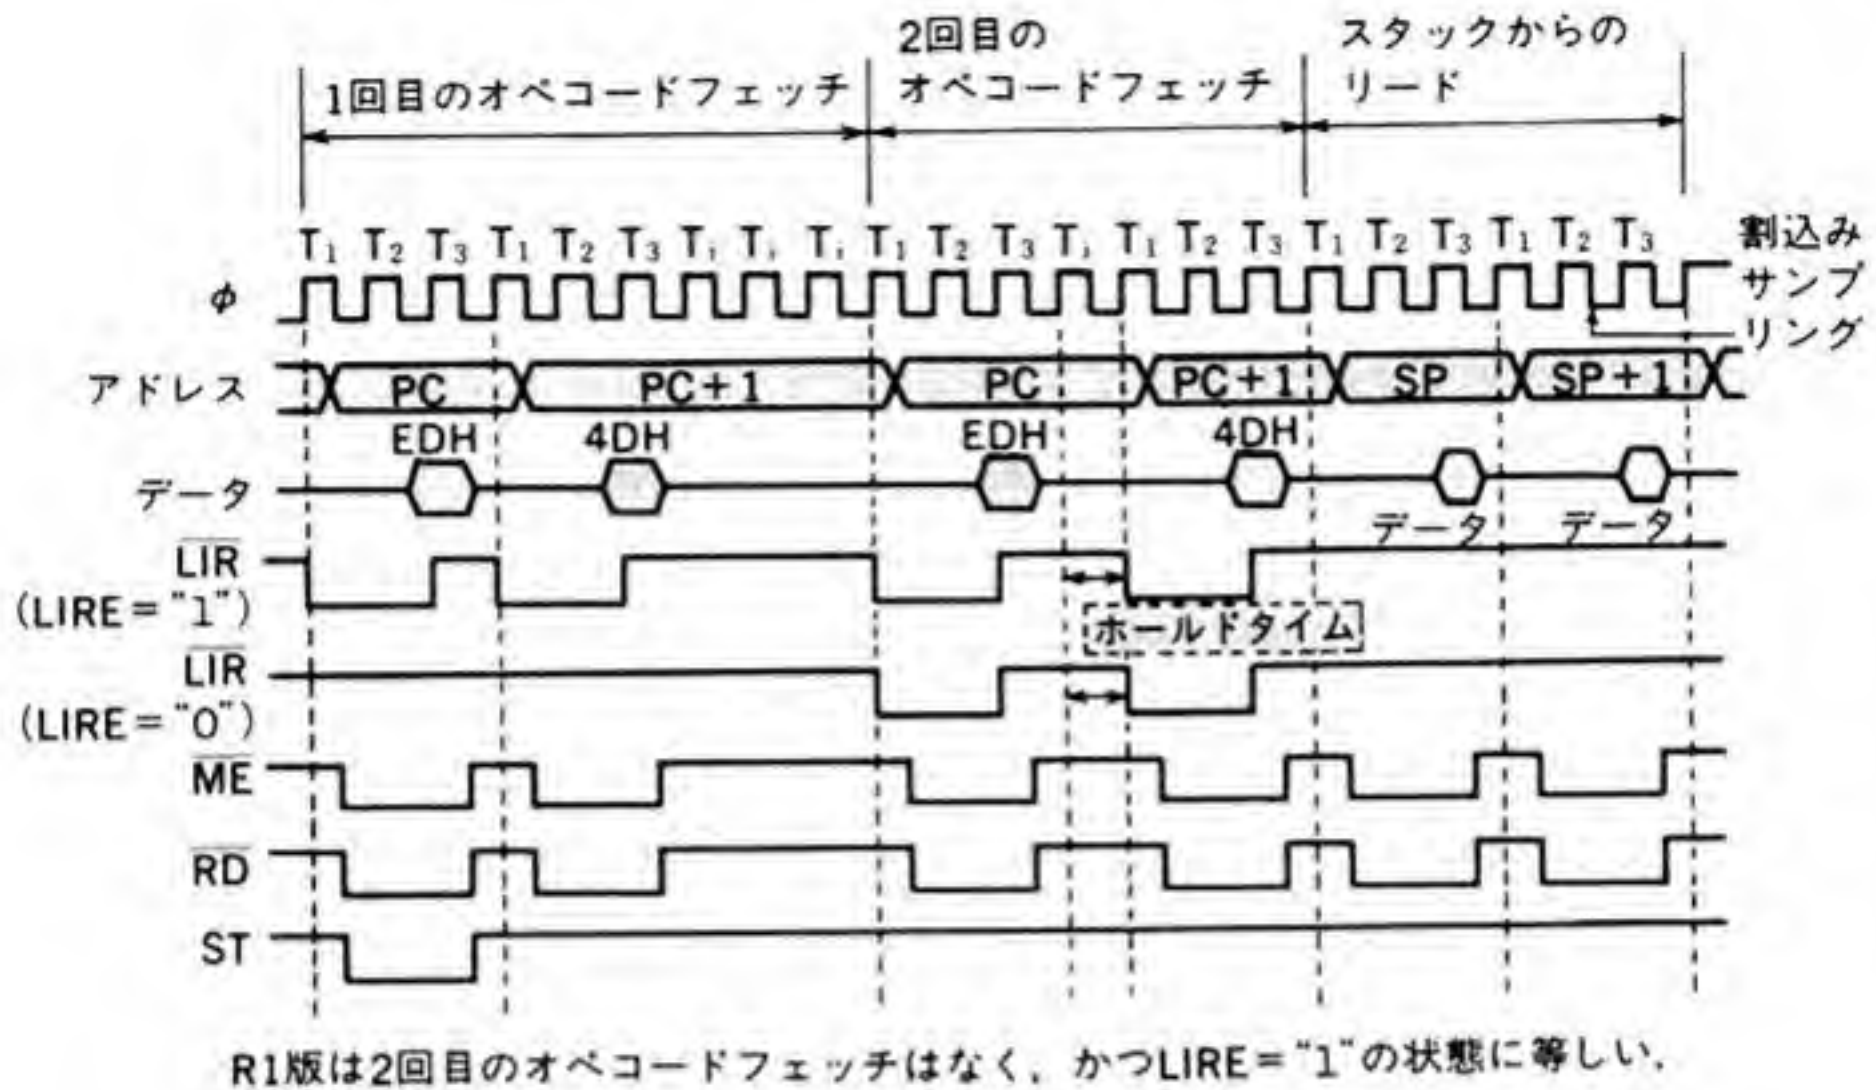 2回目の
オペコードフェッチ
スタックからの
リード
1回目のオペコードフェッチ
T₁ T₂ T₃ T₁ T₂ T₃ Tᵢ Tᵢ Tᵢ T₁ T₂ T₃ Tᵢ T₁ T₂ T₃ T₁ T₂ T₃ T₁ T₂ T₃
割込み
サンプ
リング
φ
アドレス PC PC+1 PC PC+1 SP SP+1
EDH 4DH EDH 4DH
データ
データ データ
LIR
(LIRE="1")
ホールドタイム
LIR
(LIRE="0")
ME
RD
ST
R1版は2回目のオペコードフェッチはなく，かつLIRE="1"の状態に等しい．